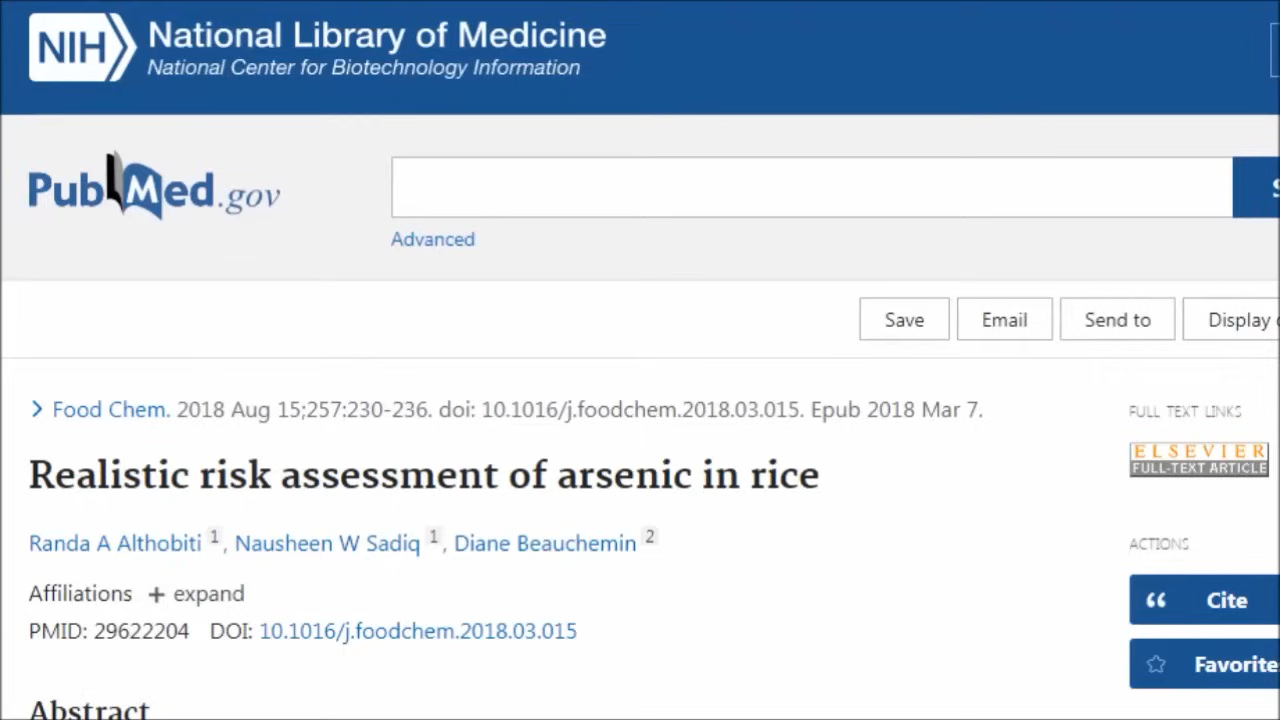 NIH National Library of Medicine
National Center for Biotechnology Information
PubMed.gov
Advanced
Save Email Send to Display
Food Chem. 2018 Aug 15;257:230-236. doi: 10.1016/j.foodchem.2018.03.015. Epub 2018 Mar 7.
FULL TEXT LINKS
ELSEVIER
FULL-TEXT ARTICLE
Realistic risk assessment of arsenic in rice
Randa A Althobiti 1, Nausheen W Sadiq 1, Diane Beauchemin 2
ACTIONS
Affiliations + expand
Cite
PMID: 29622204 DOI: 10.1016/j.foodchem.2018.03.015
Favorite
Abstract